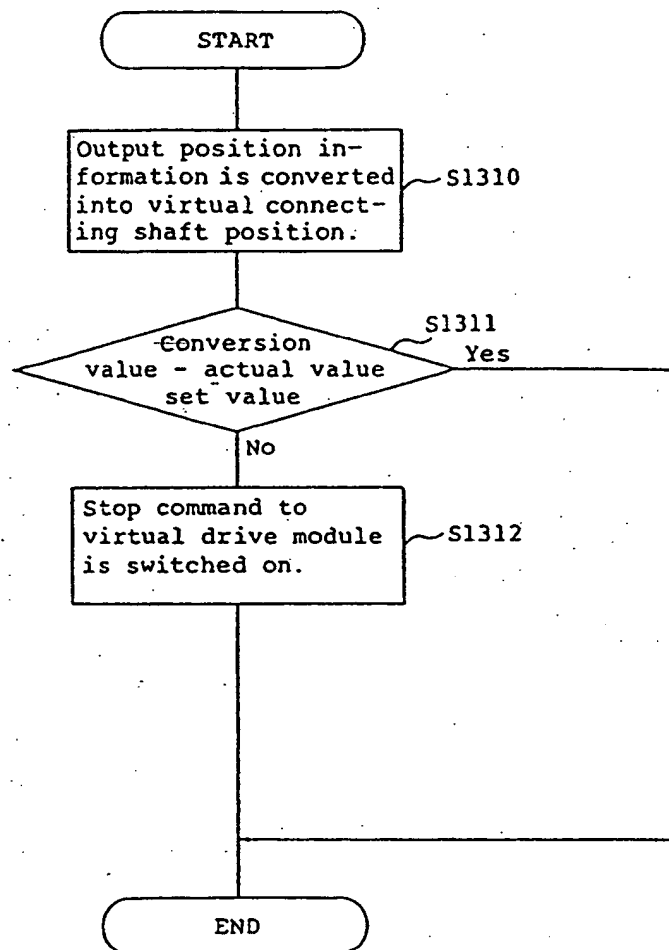 START
Output position in-
formation is converted
into virtual connect-
ing shaft position.
S1310
S1311
Conversion
value - actual value
set value
Yes
No
Stop command to
virtual drive module
is switched on.
S1312
END